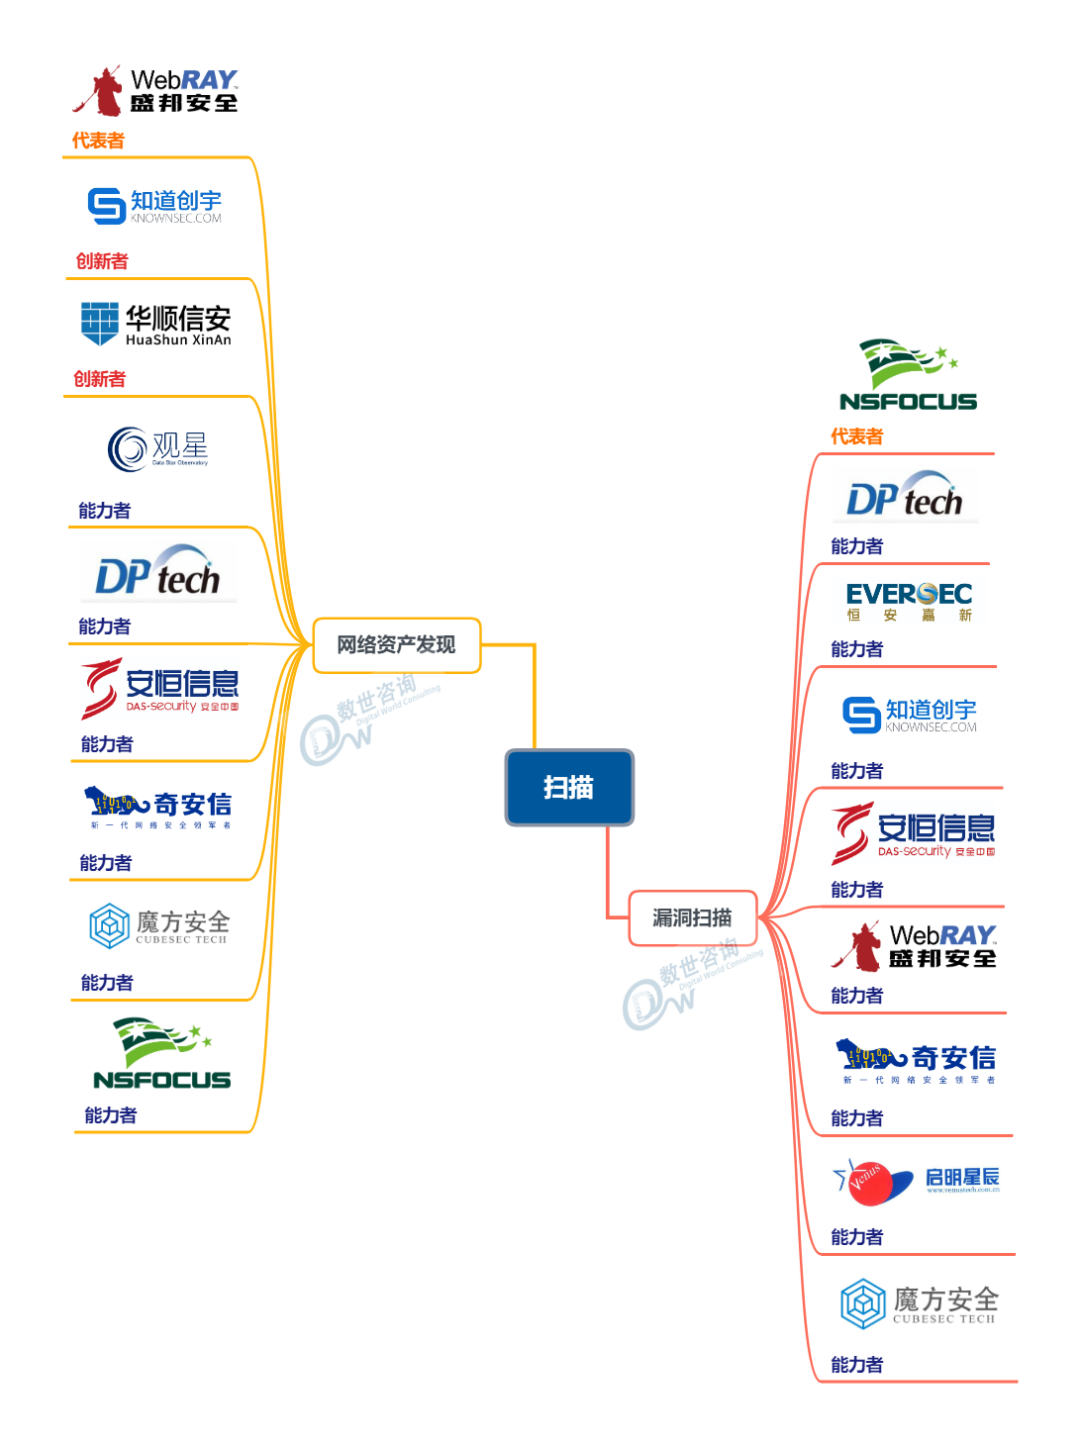 WebRAY
盛邦安全
代表者
知道创宇
KNOWNSEC.COM
创新者
华顺信安
HuaShun XinAn
创新者
观星
Data Star Observatory
能力者
DPtech
能力者
安恒信息
DAS-security 安全中国
能力者
奇安信
新一代网络安全领军者
能力者
魔方安全
CUBESEC TECH
能力者
NSFOCUS
能力者
网络资产发现
数世咨询
Digital World Consulting
DW
扫描
漏洞扫描
数世咨询
Digital World Consulting
DW
NSFOCUS
代表者
DPtech
能力者
EVERSEC
恒安嘉新
能力者
知道创宇
KNOWNSEC.COM
能力者
安恒信息
DAS-security 安全中国
能力者
WebRAY
盛邦安全
能力者
奇安信
新一代网络安全领军者
能力者
Venus
启明星辰
www.venustech.com.cn
能力者
魔方安全
CUBESEC TECH
能力者